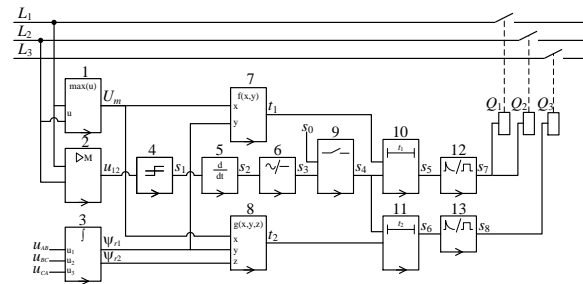 L1
L2
L3
1
max(u)
u
Um
7
f(x,y)
x
y
t1
Q1 Q2 Q3
2
▷M
u12
4
s1
5
d
dt
s2
6
s0
s3
9
s4
10
t1
s5
12
s7
3
∫
uAB
uBC
uCA
u1
u2
u3
ψr1
ψr2
8
g(x,y,z)
x
y
z
t2
11
t2
s6
13
s8